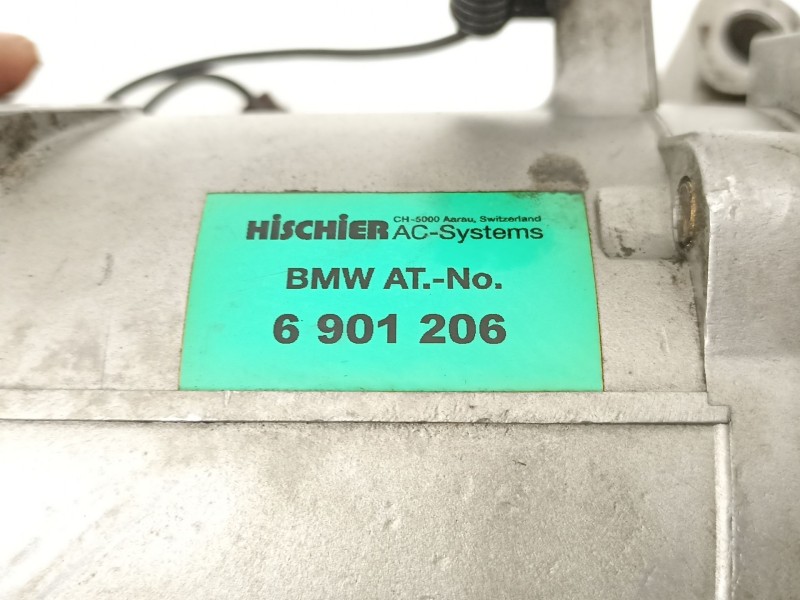 CH-5000 Aarau, Switzerland
HiSCHiER AC-Systems
BMW AT.-No.
6 901 206